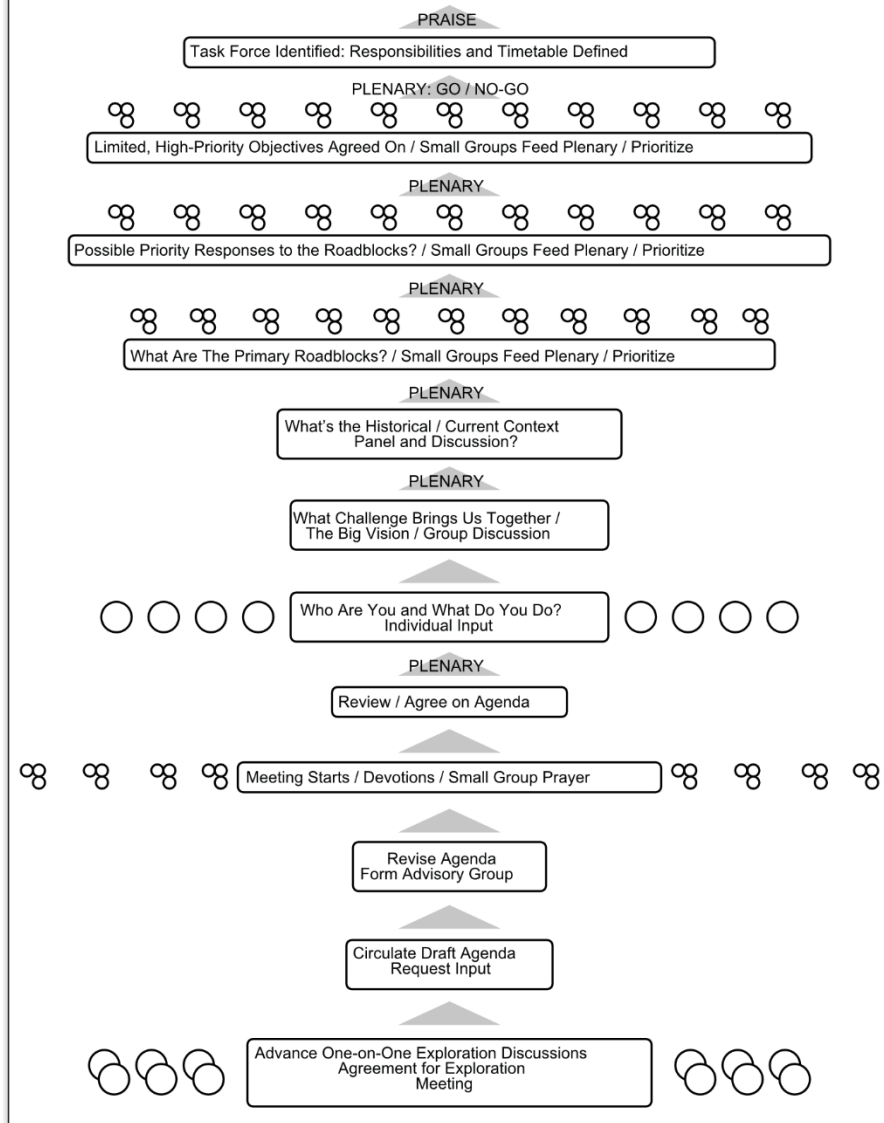 PRAISE
Task Force Identified: Responsibilities and Timetable Defined
PLENARY: GO / NO-GO
Limited, High-Priority Objectives Agreed On / Small Groups Feed Plenary / Prioritize
PLENARY
Possible Priority Responses to the Roadblocks? / Small Groups Feed Plenary / Prioritize
PLENARY
What Are The Primary Roadblocks? / Small Groups Feed Plenary / Prioritize
PLENARY
What's the Historical / Current Context
Panel and Discussion?
PLENARY
What Challenge Brings Us Together /
The Big Vision / Group Discussion
Who Are You and What Do You Do?
Individual Input
PLENARY
Review / Agree on Agenda
Meeting Starts / Devotions / Small Group Prayer
Revise Agenda
Form Advisory Group
Circulate Draft Agenda
Request Input
Advance One-on-One Exploration Discussions
Agreement for Exploration
Meeting